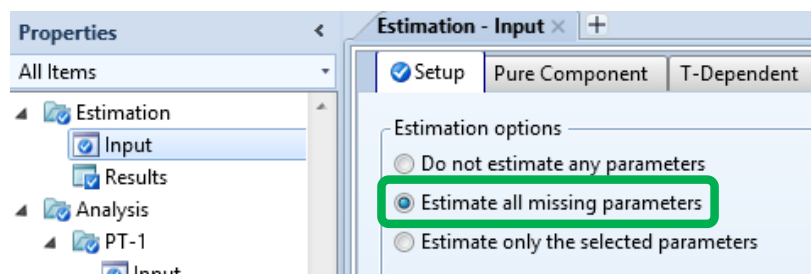 Properties <
Estimation - Input × +
All Items
Setup Pure Component T-Dependent
Estimation
Input
Results
Analysis
PT-1
Input
Estimation options
Do not estimate any parameters
Estimate all missing parameters
Estimate only the selected parameters